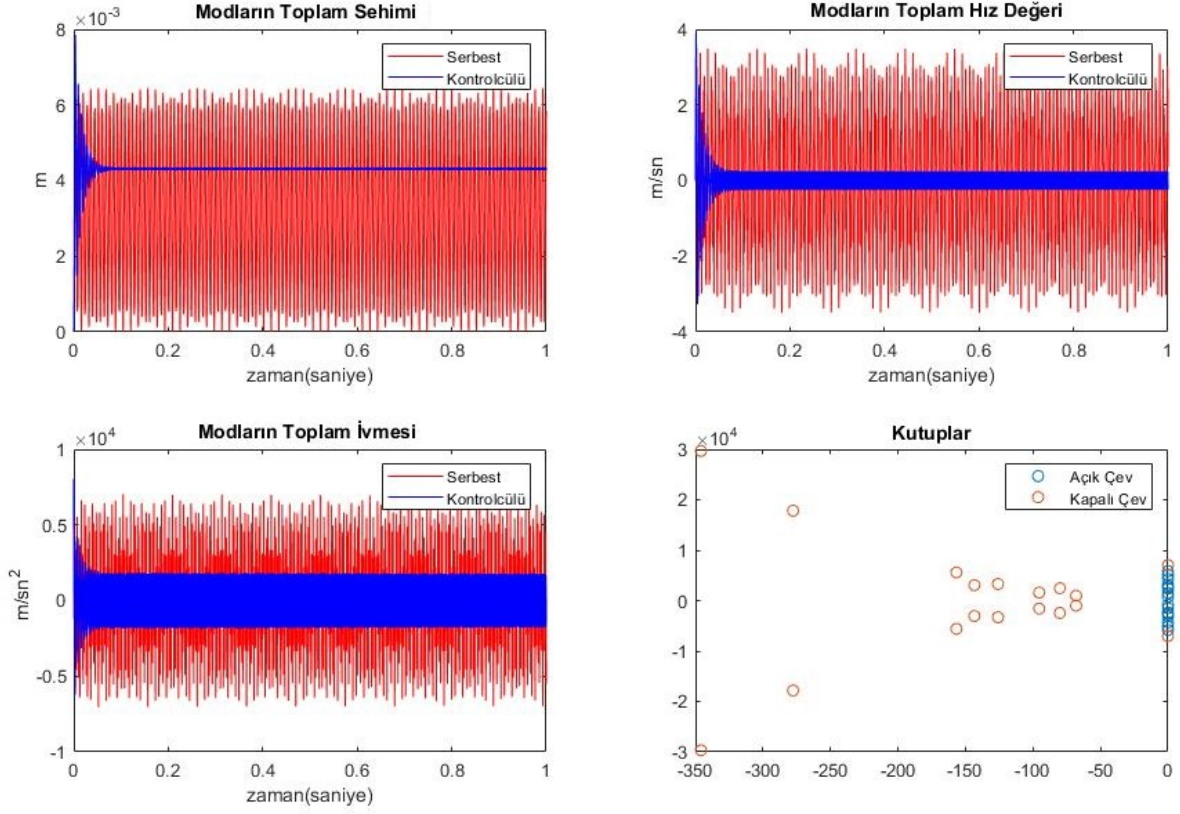 Modların Toplam Sehimi
×10⁻³
8
6
4
2
0
m
0
0.2
0.4
0.6
0.8
1
zaman(saniye)
Serbest
Kontrolcülü
Modların Toplam Hız Değeri
4
2
0
-2
-4
m/sn
0
0.2
0.4
0.6
0.8
1
zaman(saniye)
Serbest
Kontrolcülü
Modların Toplam İvmesi
×10⁴
1
0.5
0
-0.5
-1
m/sn²
0
0.2
0.4
0.6
0.8
1
zaman(saniye)
Serbest
Kontrolcülü
Kutuplar
×10⁴
3
2
1
0
-1
-2
-3
-350
-300
-250
-200
-150
-100
-50
0
Açık Çev
Kapalı Çev